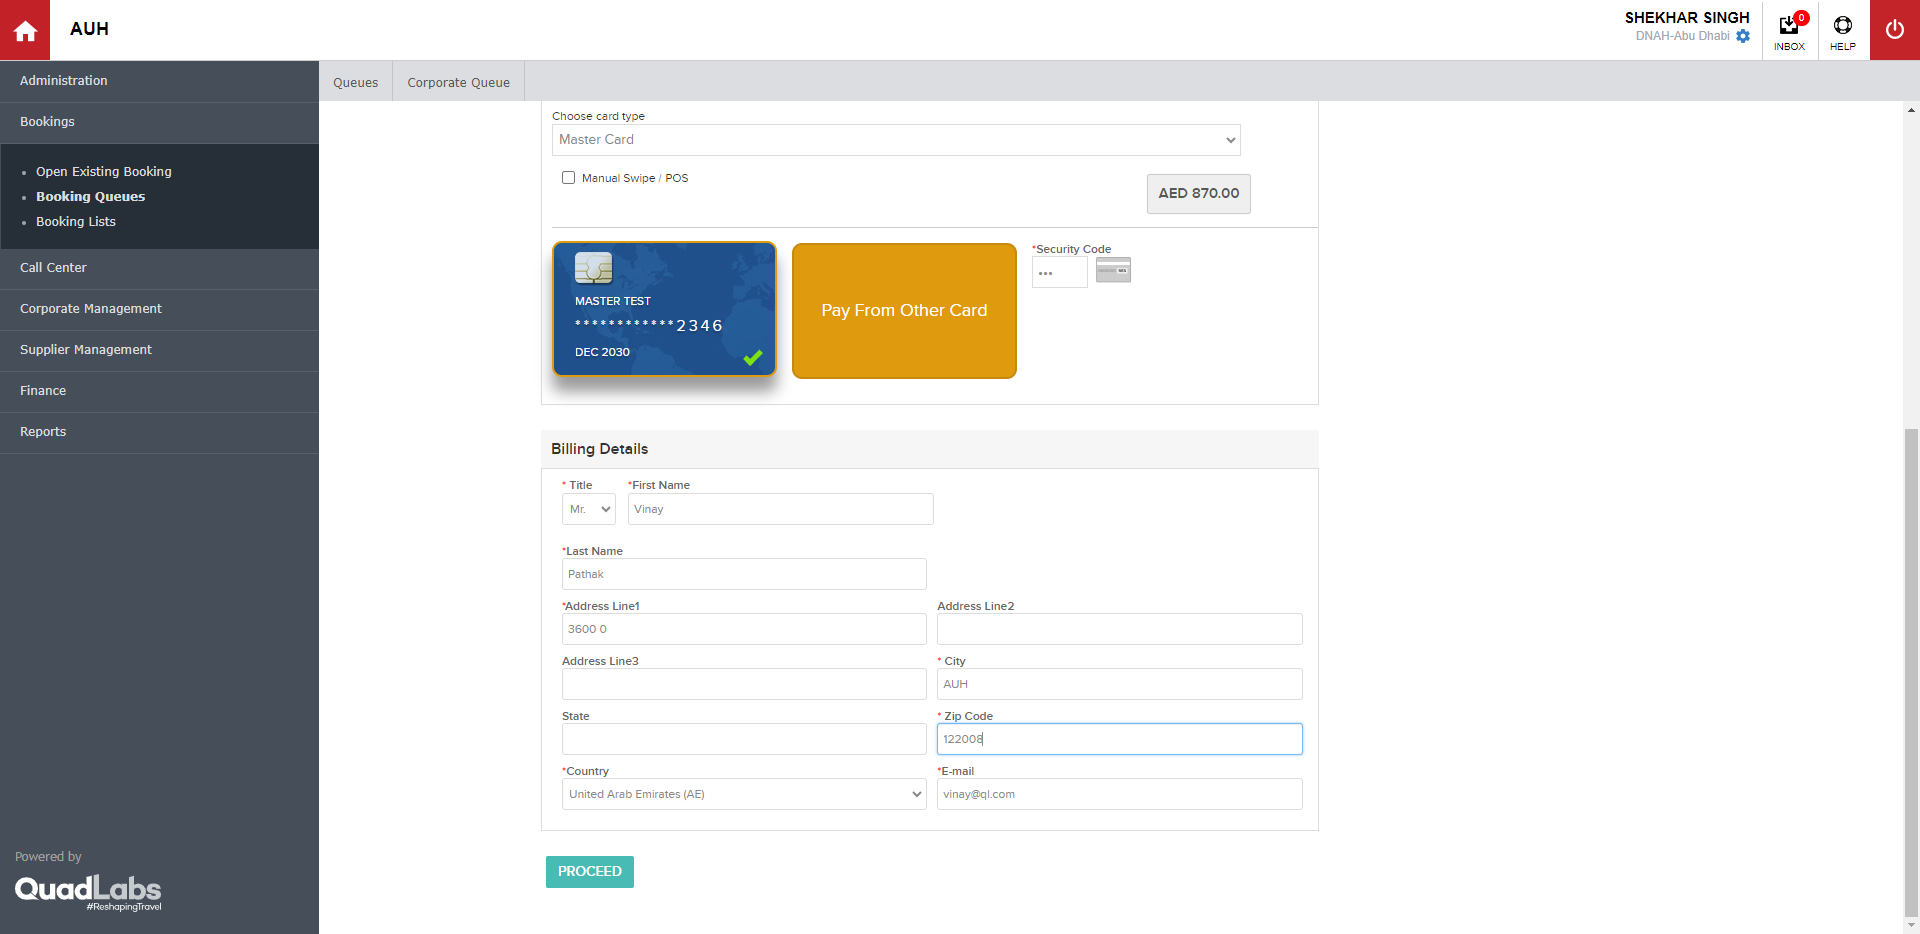 AUH
SHEKHAR SINGH
DNAH-Abu Dhabi
0
INBOX
HELP
Administration
Bookings
Open Existing Booking
Booking Queues
Booking Lists
Call Center
Corporate Management
Supplier Management
Finance
Reports
Powered by
QuadLabs
#ReshapingTravel
Queues
Corporate Queue
Choose card type
Master Card
Manual Swipe / POS
AED 870.00
MASTER TEST
************2346
DEC 2030
Pay From Other Card
*Security Code
•••
Billing Details
* Title
*First Name
Mr.
Vinay
*Last Name
Pathak
*Address Line1
Address Line2
3600 0
Address Line3
* City
AUH
State
* Zip Code
122008
*Country
*E-mail
United Arab Emirates (AE)
vinay@ql.com
PROCEED